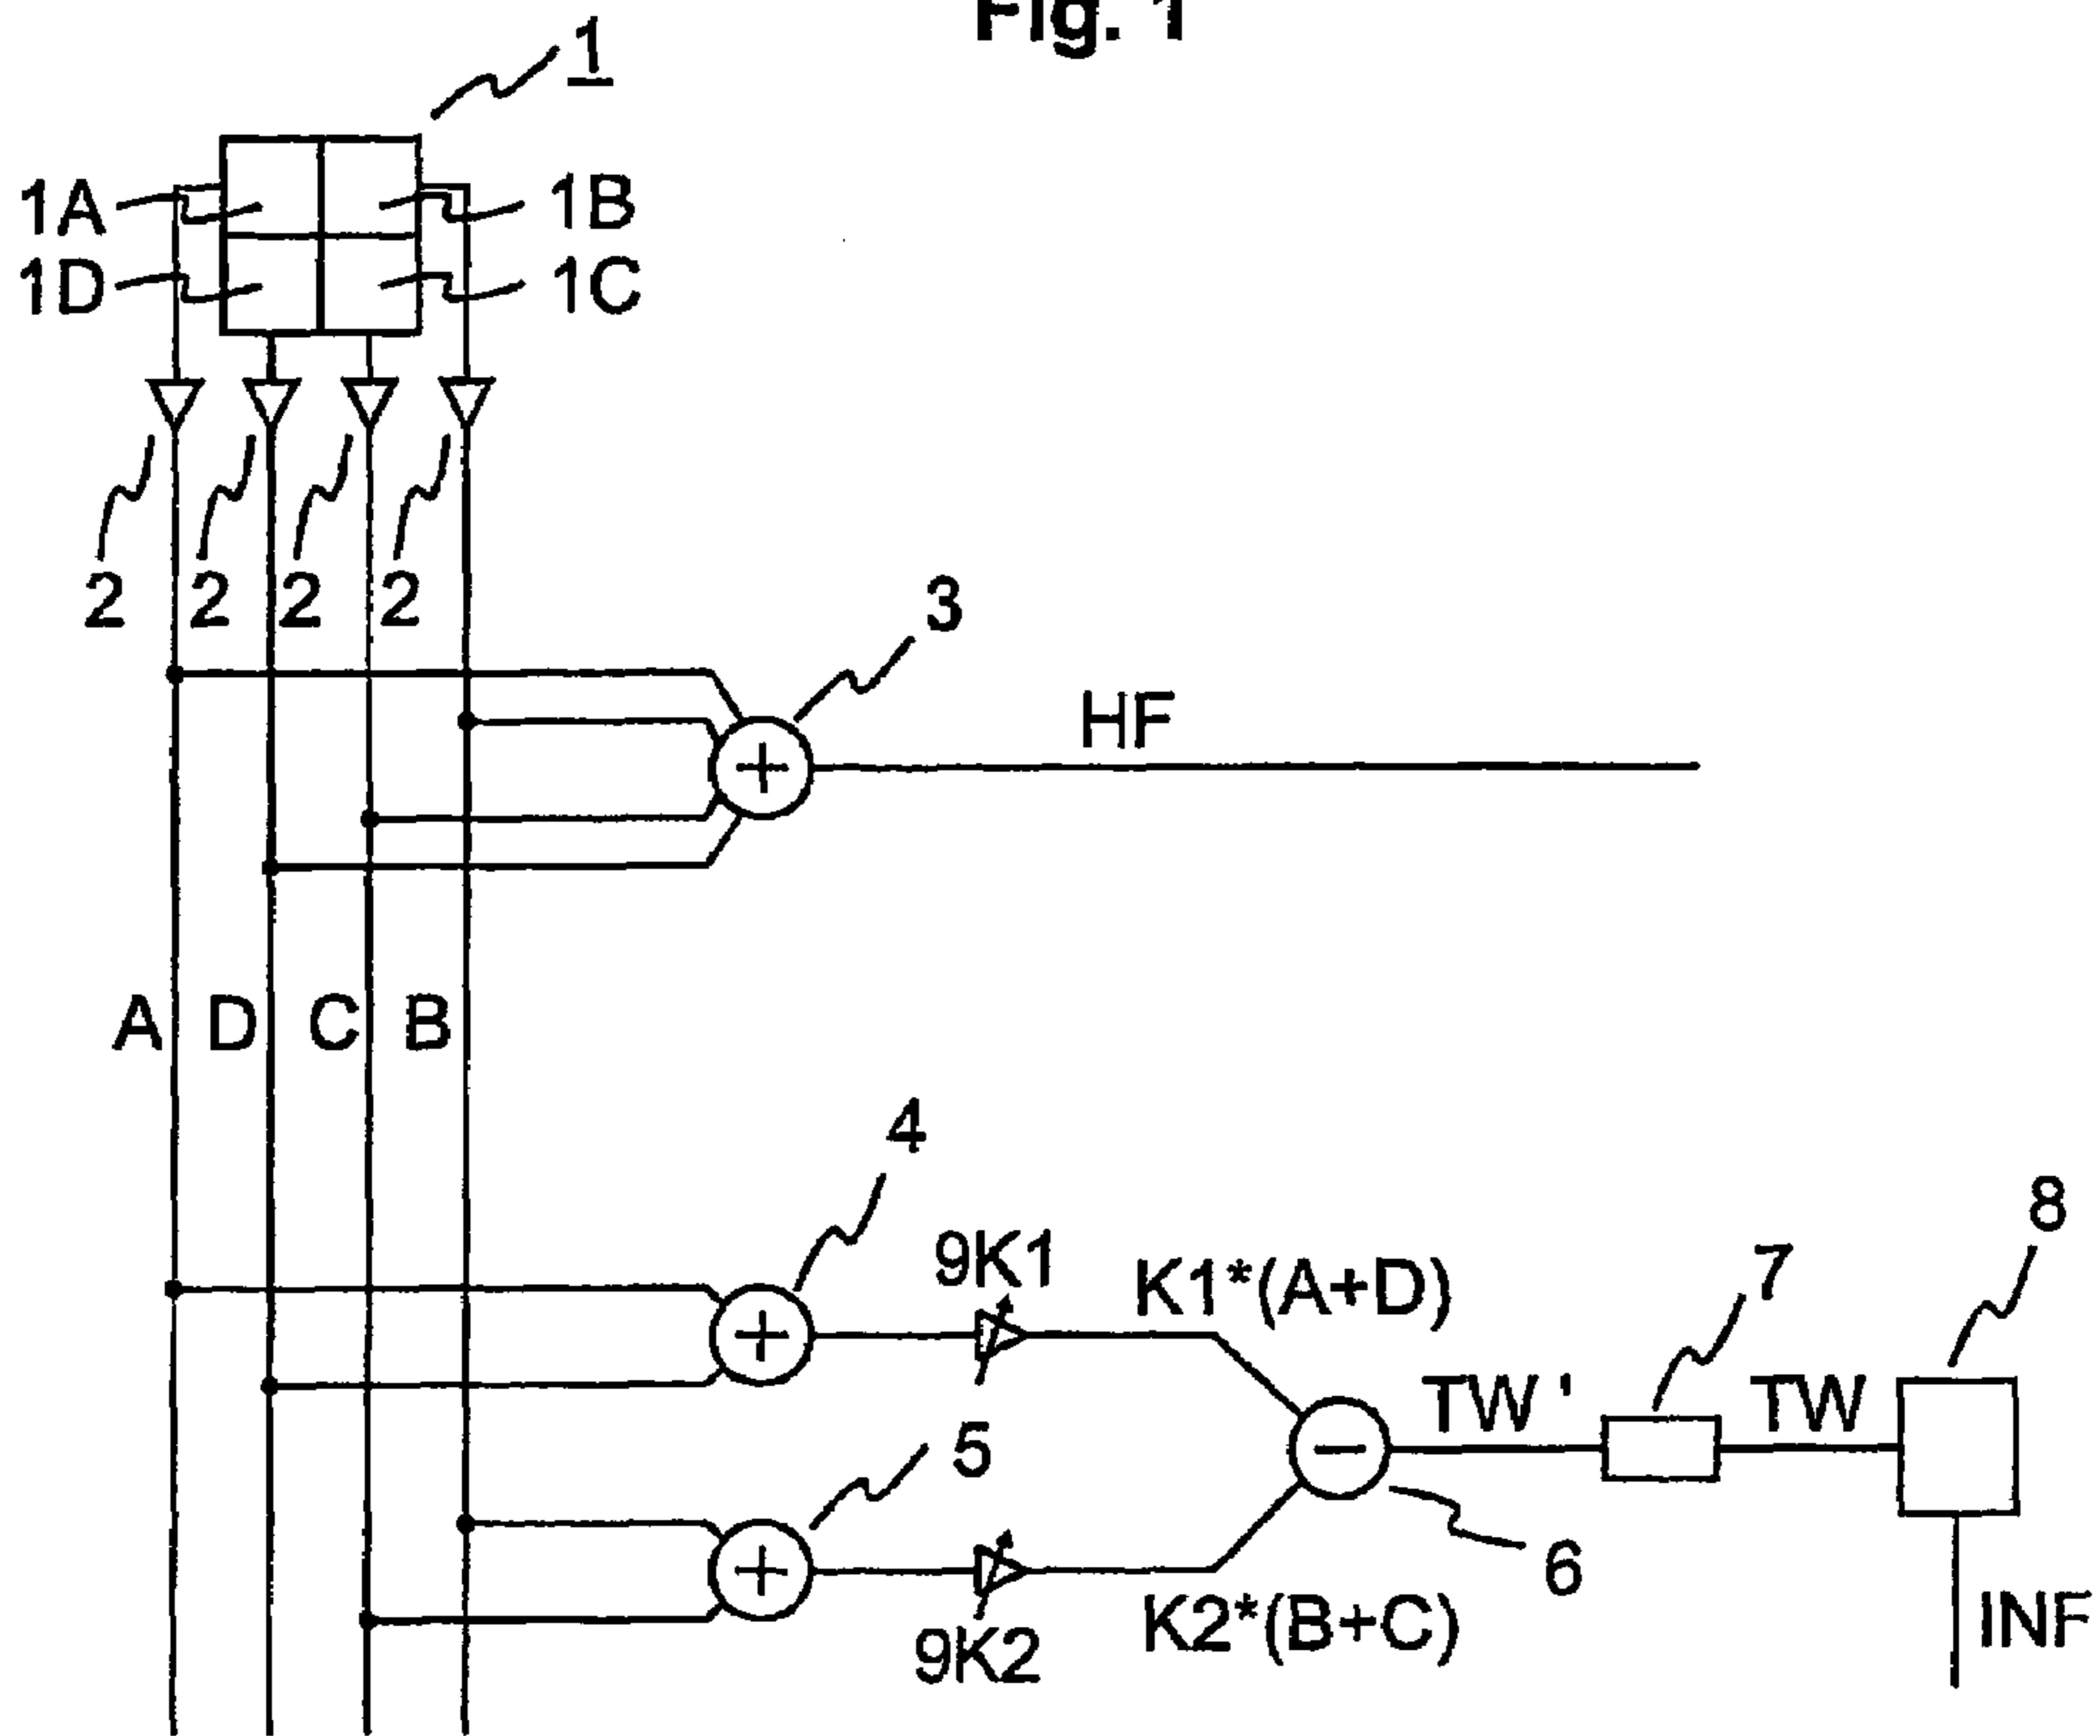 Fig. 1
1
1A
1B
1D
1C
2 2 2 2
3
HF
A D C B
4
8
9K1
K1*(A+D)
7
TW '
TW
5
6
K2*(B+C)
INF
9K2